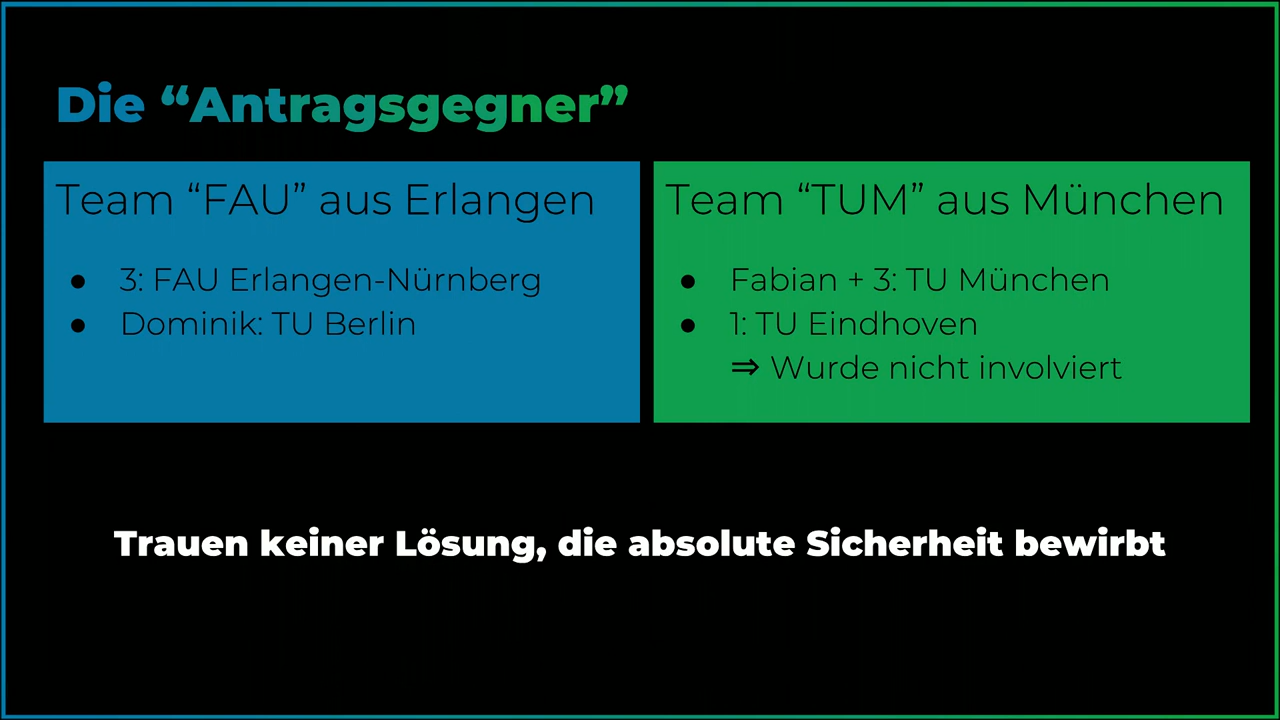 Die “Antragsgegner”
Team “FAU” aus Erlangen
● 3: FAU Erlangen-Nürnberg
● Dominik: TU Berlin
Team “TUM” aus München
● Fabian + 3: TU München
● 1: TU Eindhoven
⇒ Wurde nicht involviert
Trauen keiner Lösung, die absolute Sicherheit bewirbt